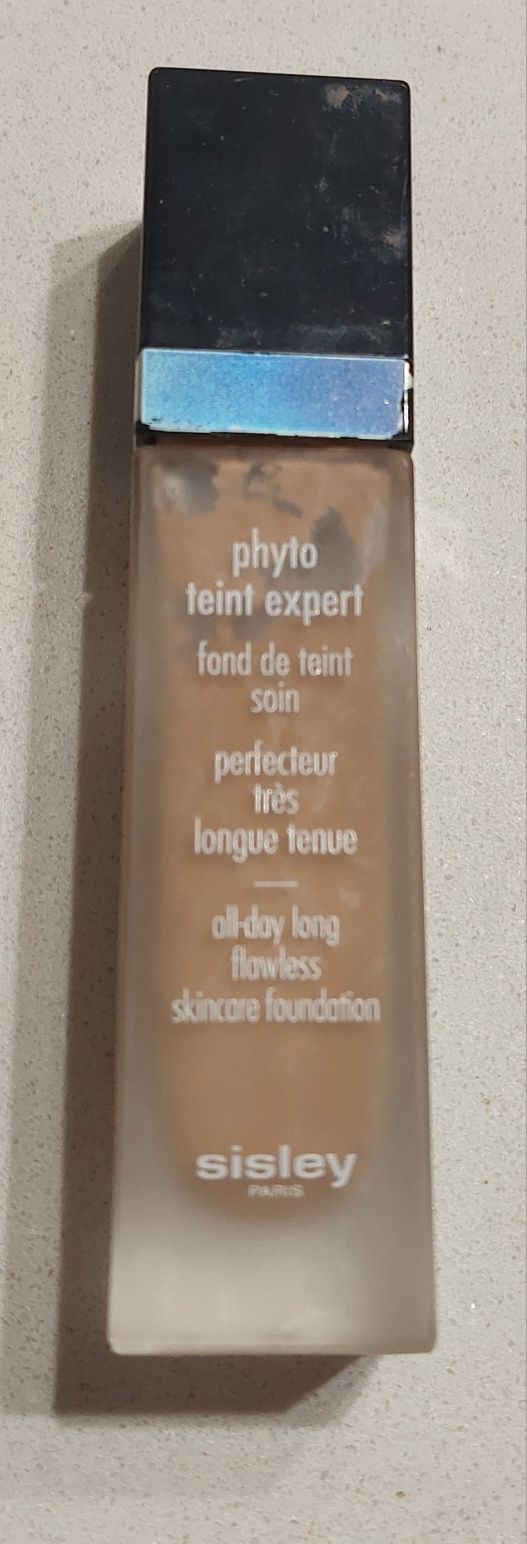 phyto
teint expert
fond de teint
soin
perfecteur
très
longue tenue
all-day long
flawless
skincare foundation
sisley
PARIS